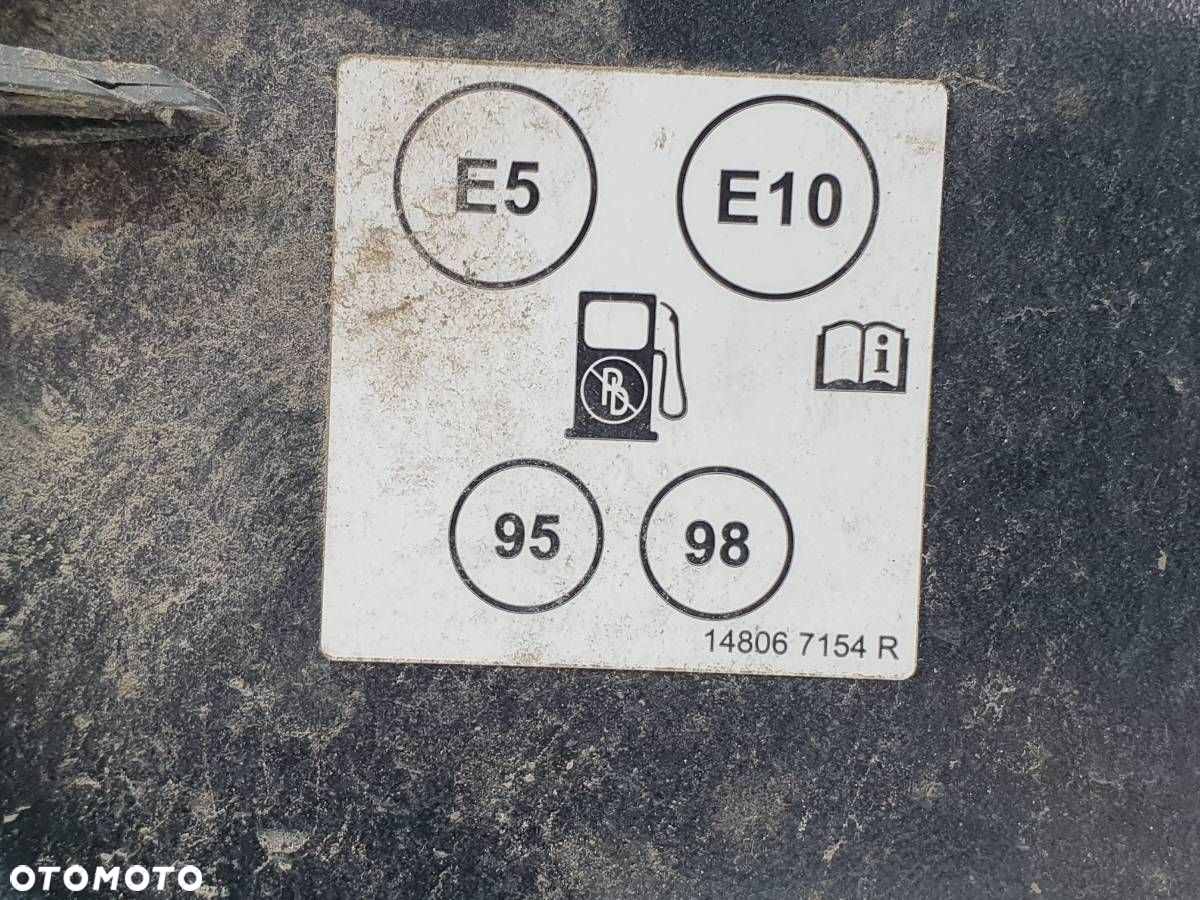 E5 E10
Pb
i
95 98
14806 7154 R
OTOMOTO